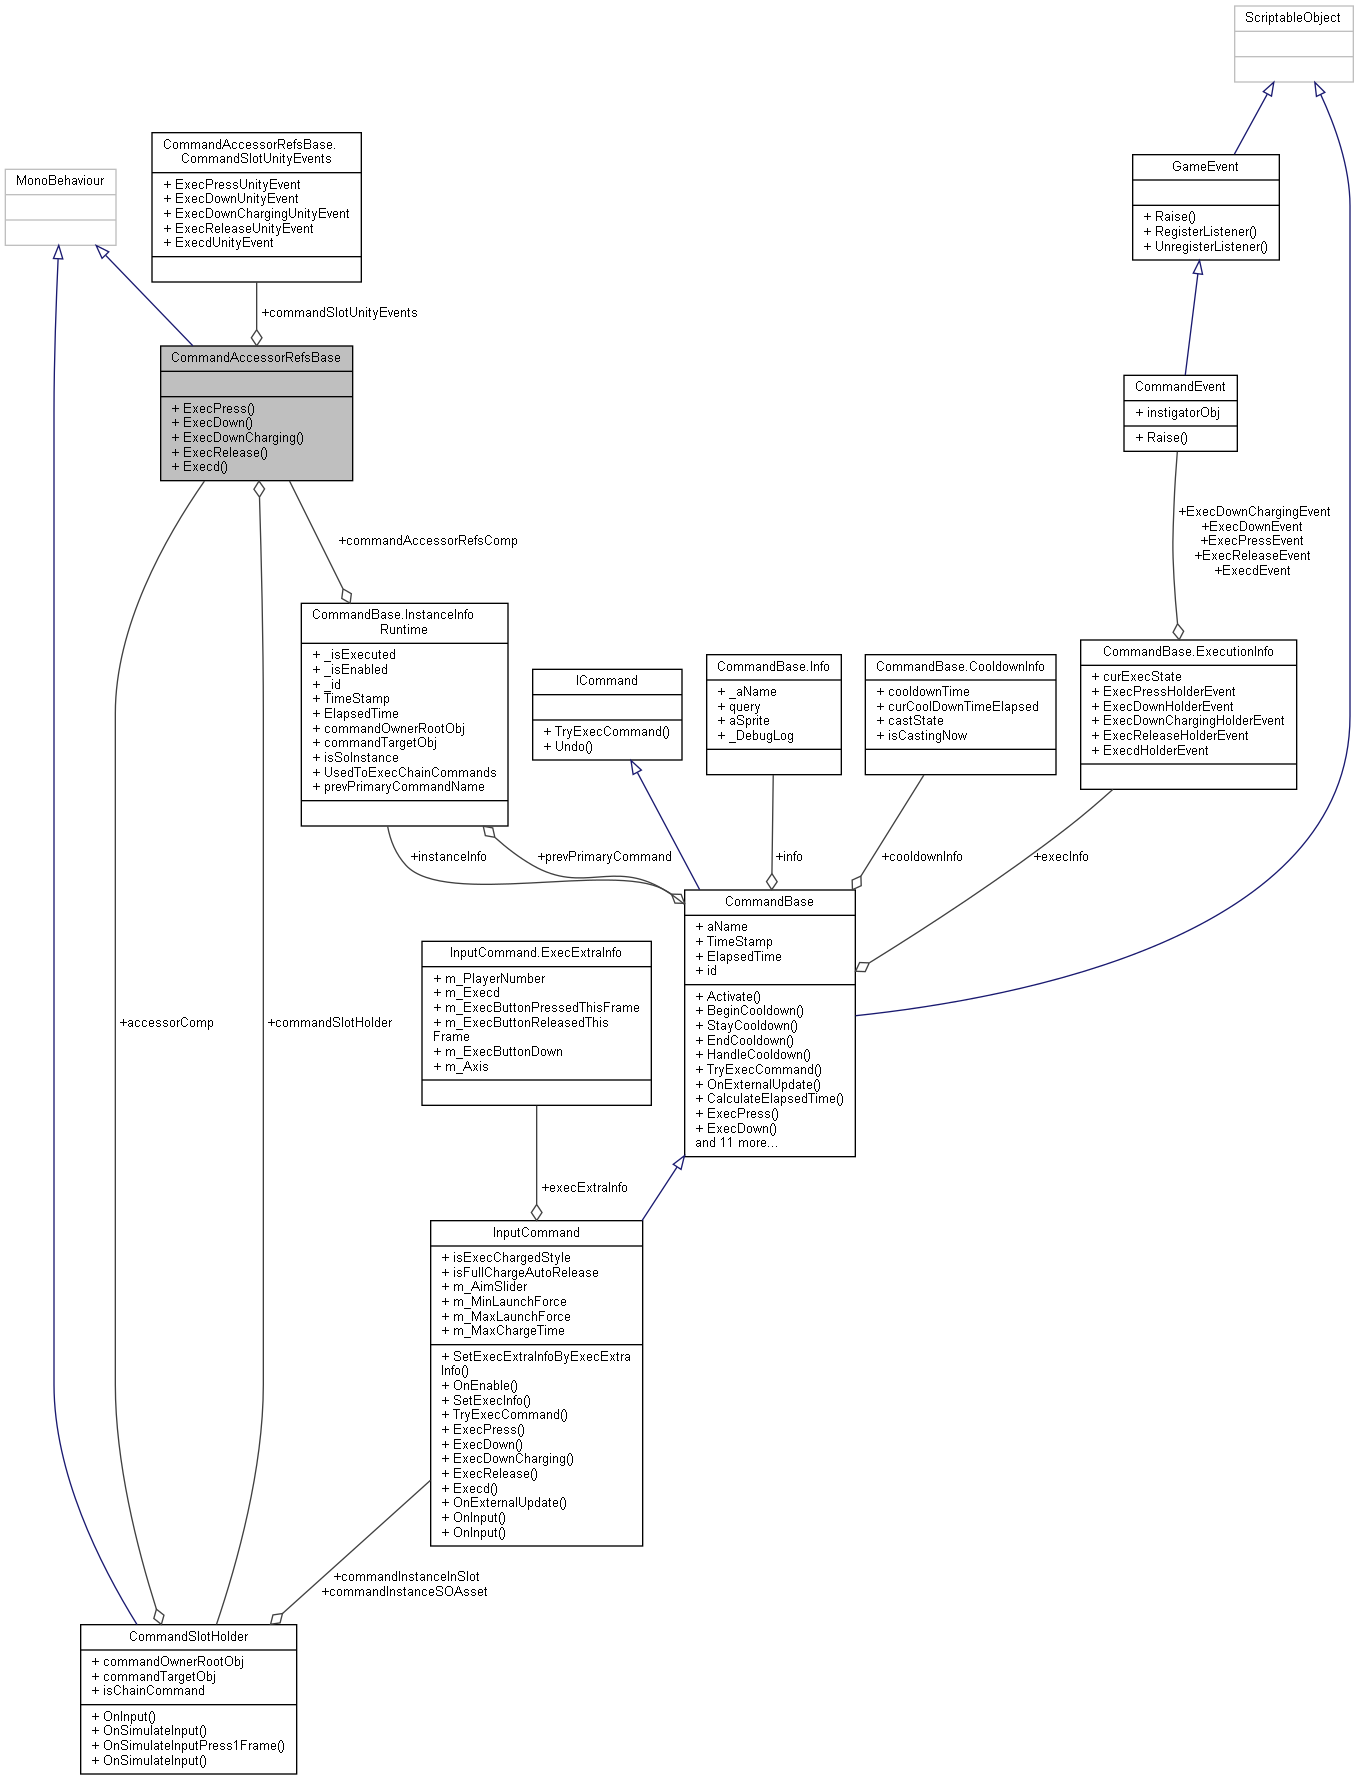 ScriptableObject
CommandAccessorRefsBase.
CommandSlotUnityEvents
+ ExecPressUnityEvent
+ ExecDownUnityEvent
+ ExecDownChargingUnityEvent
+ ExecReleaseUnityEvent
+ ExecdUnityEvent
MonoBehaviour
GameEvent
+ Raise()
+ RegisterListener()
+ UnregisterListener()
+commandSlotUnityEvents
CommandAccessorRefsBase
+ ExecPress()
+ ExecDown()
+ ExecDownCharging()
+ ExecRelease()
+ Execd()
CommandEvent
+ instigatorObj
+ Raise()
+ExecDownChargingEvent
+ExecDownEvent
+ExecPressEvent
+ExecReleaseEvent
+ExecdEvent
+commandAccessorRefsComp
CommandBase.InstanceInfo
Runtime
+ _isExecuted
+ _isEnabled
+ _id
+ TimeStamp
+ ElapsedTime
+ commandOwnerRootObj
+ commandTargetObj
+ isSoInstance
+ UsedToExecChainCommands
+ prevPrimaryCommandName
ICommand
+ TryExecCommand()
+ Undo()
CommandBase.Info
+ _aName
+ query
+ aSprite
+ _DebugLog
CommandBase.CooldownInfo
+ cooldownTime
+ curCoolDownTimeElapsed
+ castState
+ isCastingNow
CommandBase.ExecutionInfo
+ curExecState
+ ExecPressHolderEvent
+ ExecDownHolderEvent
+ ExecDownChargingHolderEvent
+ ExecReleaseHolderEvent
+ ExecdHolderEvent
+instanceInfo
+prevPrimaryCommand
+info
+cooldownInfo
+execInfo
CommandBase
+ aName
+ TimeStamp
+ ElapsedTime
+ id
+ Activate()
+ BeginCooldown()
+ StayCooldown()
+ EndCooldown()
+ HandleCooldown()
+ TryExecCommand()
+ OnExternalUpdate()
+ CalculateElapsedTime()
+ ExecPress()
+ ExecDown()
and 11 more...
InputCommand.ExecExtraInfo
+ m_PlayerNumber
+ m_Execd
+ m_ExecButtonPressedThisFrame
+ m_ExecButtonReleasedThis
Frame
+ m_ExecButtonDown
+ m_Axis
+accessorComp
+commandSlotHolder
+execExtraInfo
InputCommand
+ isExecChargedStyle
+ isFullChargeAutoRelease
+ m_AimSlider
+ m_MinLaunchForce
+ m_MaxLaunchForce
+ m_MaxChargeTime
+ SetExecExtraInfoByExecExtra
Info()
+ OnEnable()
+ SetExecInfo()
+ TryExecCommand()
+ ExecPress()
+ ExecDown()
+ ExecDownCharging()
+ ExecRelease()
+ Execd()
+ OnExternalUpdate()
+ OnInput()
+ OnInput()
+commandInstanceInSlot
+commandInstanceSOAsset
CommandSlotHolder
+ commandOwnerRootObj
+ commandTargetObj
+ isChainCommand
+ OnInput()
+ OnSimulateInput()
+ OnSimulateInputPress1Frame()
+ OnSimulateInput()